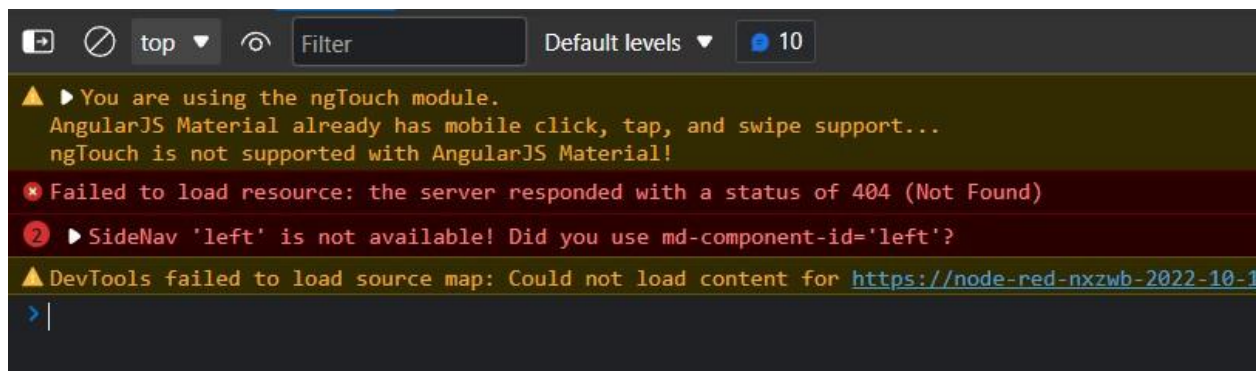 top Filter Default levels 10
You are using the ngTouch module.
AngularJS Material already has mobile click, tap, and swipe support...
ngTouch is not supported with AngularJS Material!
Failed to load resource: the server responded with a status of 404 (Not Found)
2 SideNav 'left' is not available! Did you use md-component-id='left'?
DevTools failed to load source map: Could not load content for https://node-red-nxzwb-2022-10-1